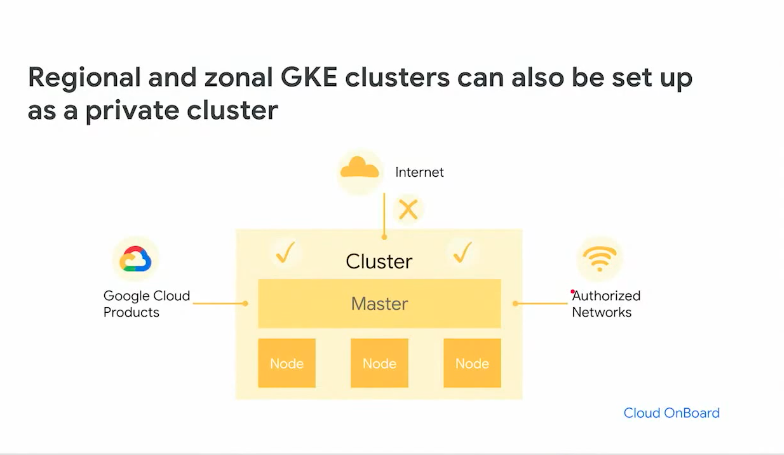 Regional and zonal GKE clusters can also be set up
as a private cluster
Internet
Cluster
Google Cloud
Products
Master
Authorized
Networks
Node
Node
Node
Cloud OnBoard